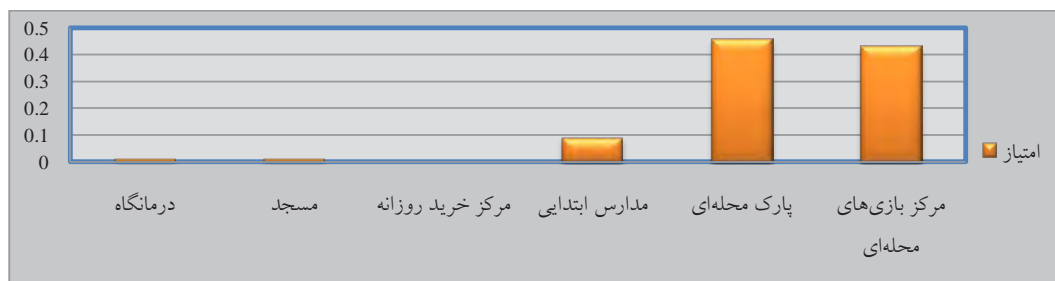 0.5
0.4
0.3
0.2
0.1
0
امتیاز
درمانگاه
مسجد
مرکز خرید روزانه
مدارس ابتدایی
پارک محله‌ای
مرکز بازی‌های
محله‌ای